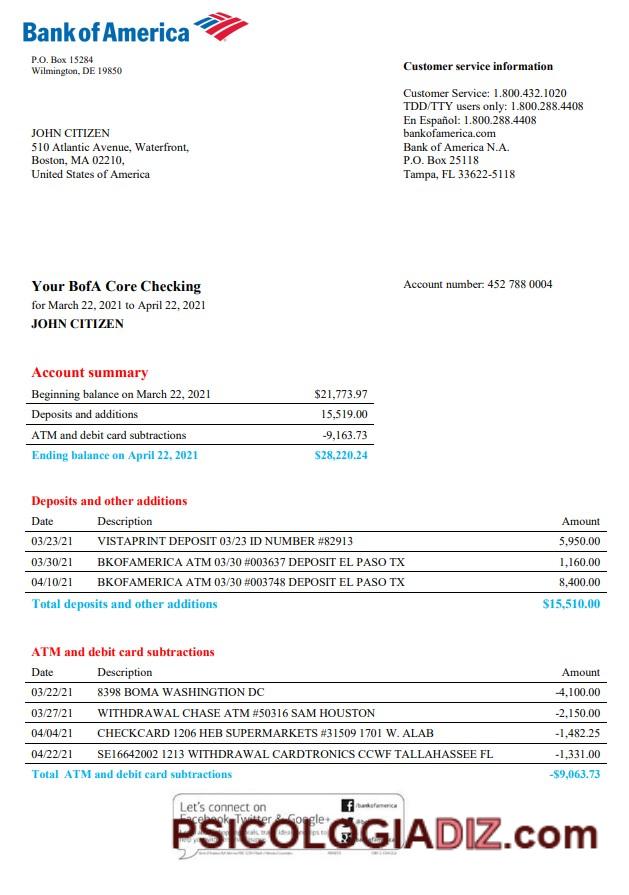 Bank of America
P.O. Box 15284
Wilmington, DE 19850
Customer service information
Customer Service: 1.800.432.1020
TDD/TTY users only: 1.800.288.4408
En Español: 1.800.288.4408
bankofamerica.com
Bank of America N.A.
P.O. Box 25118
Tampa, FL 33622-5118
JOHN CITIZEN
510 Atlantic Avenue, Waterfront,
Boston, MA 02210,
United States of America
Your BofA Core Checking
for March 22, 2021 to April 22, 2021
JOHN CITIZEN
Account number: 452 788 0004
Account summary
Beginning balance on March 22, 2021 $21,773.97
Deposits and additions 15,519.00
ATM and debit card subtractions -9,163.73
Ending balance on April 22, 2021 $28,220.24
Deposits and other additions
Date Description Amount
03/23/21 VISTAPRINT DEPOSIT 03/23 ID NUMBER #82913 5,950.00
03/30/21 BKOFAMERICA ATM 03/30 #003637 DEPOSIT EL PASO TX 1,160.00
04/10/21 BKOFAMERICA ATM 03/30 #003748 DEPOSIT EL PASO TX 8,400.00
Total deposits and other additions $15,510.00
ATM and debit card subtractions
Date Description Amount
03/22/21 8398 BOMA WASHINGTION DC -4,100.00
03/27/21 WITHDRAWAL CHASE ATM #50316 SAM HOUSTON -2,150.00
04/04/21 CHECKCARD 1206 HEB SUPERMARKETS #31509 1701 W. ALAB -1,482.25
04/22/21 SE16642002 1213 WITHDRAWAL CARDTRONICS CCWF TALLAHASSEE FL -1,331.00
Total ATM and debit card subtractions -$9,063.73
Let's connect on
Facebook, Twitter & Google+
/bankofamerica
PSICOLOGIADIZ.com